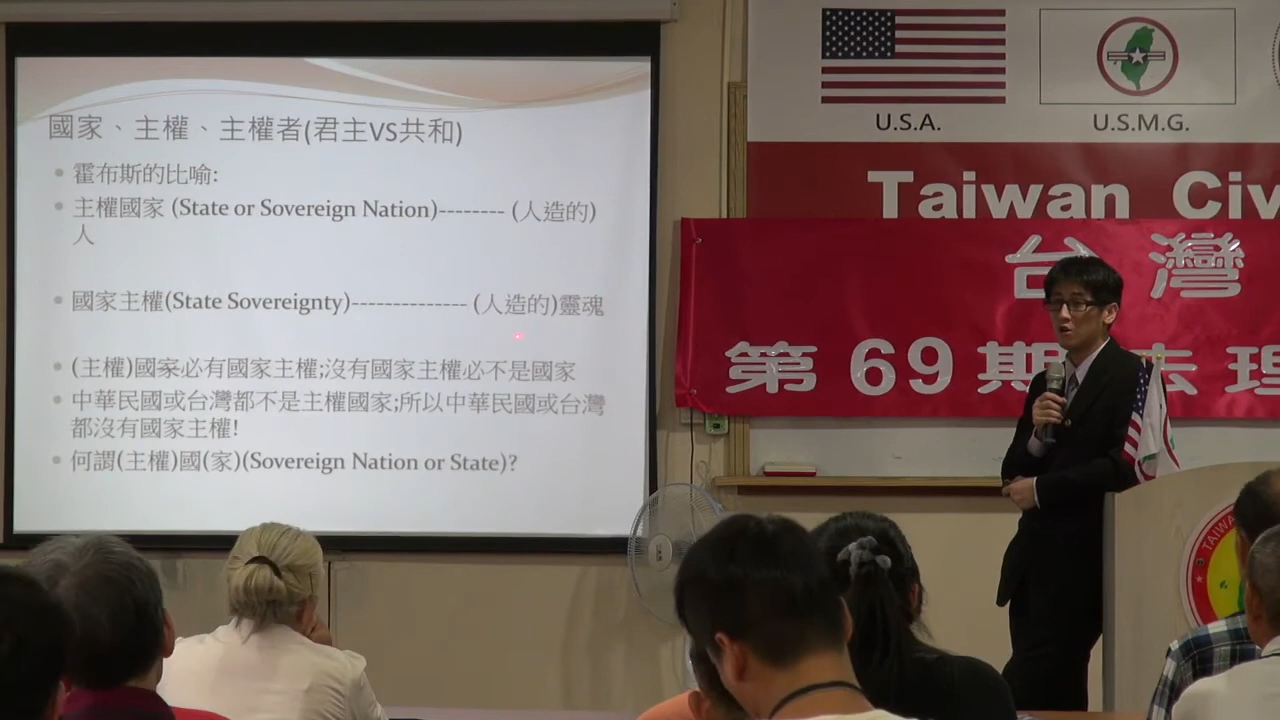 國家、主權、主權者(君主VS共和)
霍布斯的比喻:
主權國家 (State or Sovereign Nation)-------- (人造的)
人
國家主權(State Sovereignty)-------------- (人造的)靈魂
(主權)國家必有國家主權;沒有國家主權必不是國家
中華民國或台灣都不是主權國家;所以中華民國或台灣
都沒有國家主權!
何謂(主權)國(家)(Sovereign Nation or State)?
U.S.A.
U.S.M.G.
Taiwan Civ
台灣
第69期法理
TAIWAN